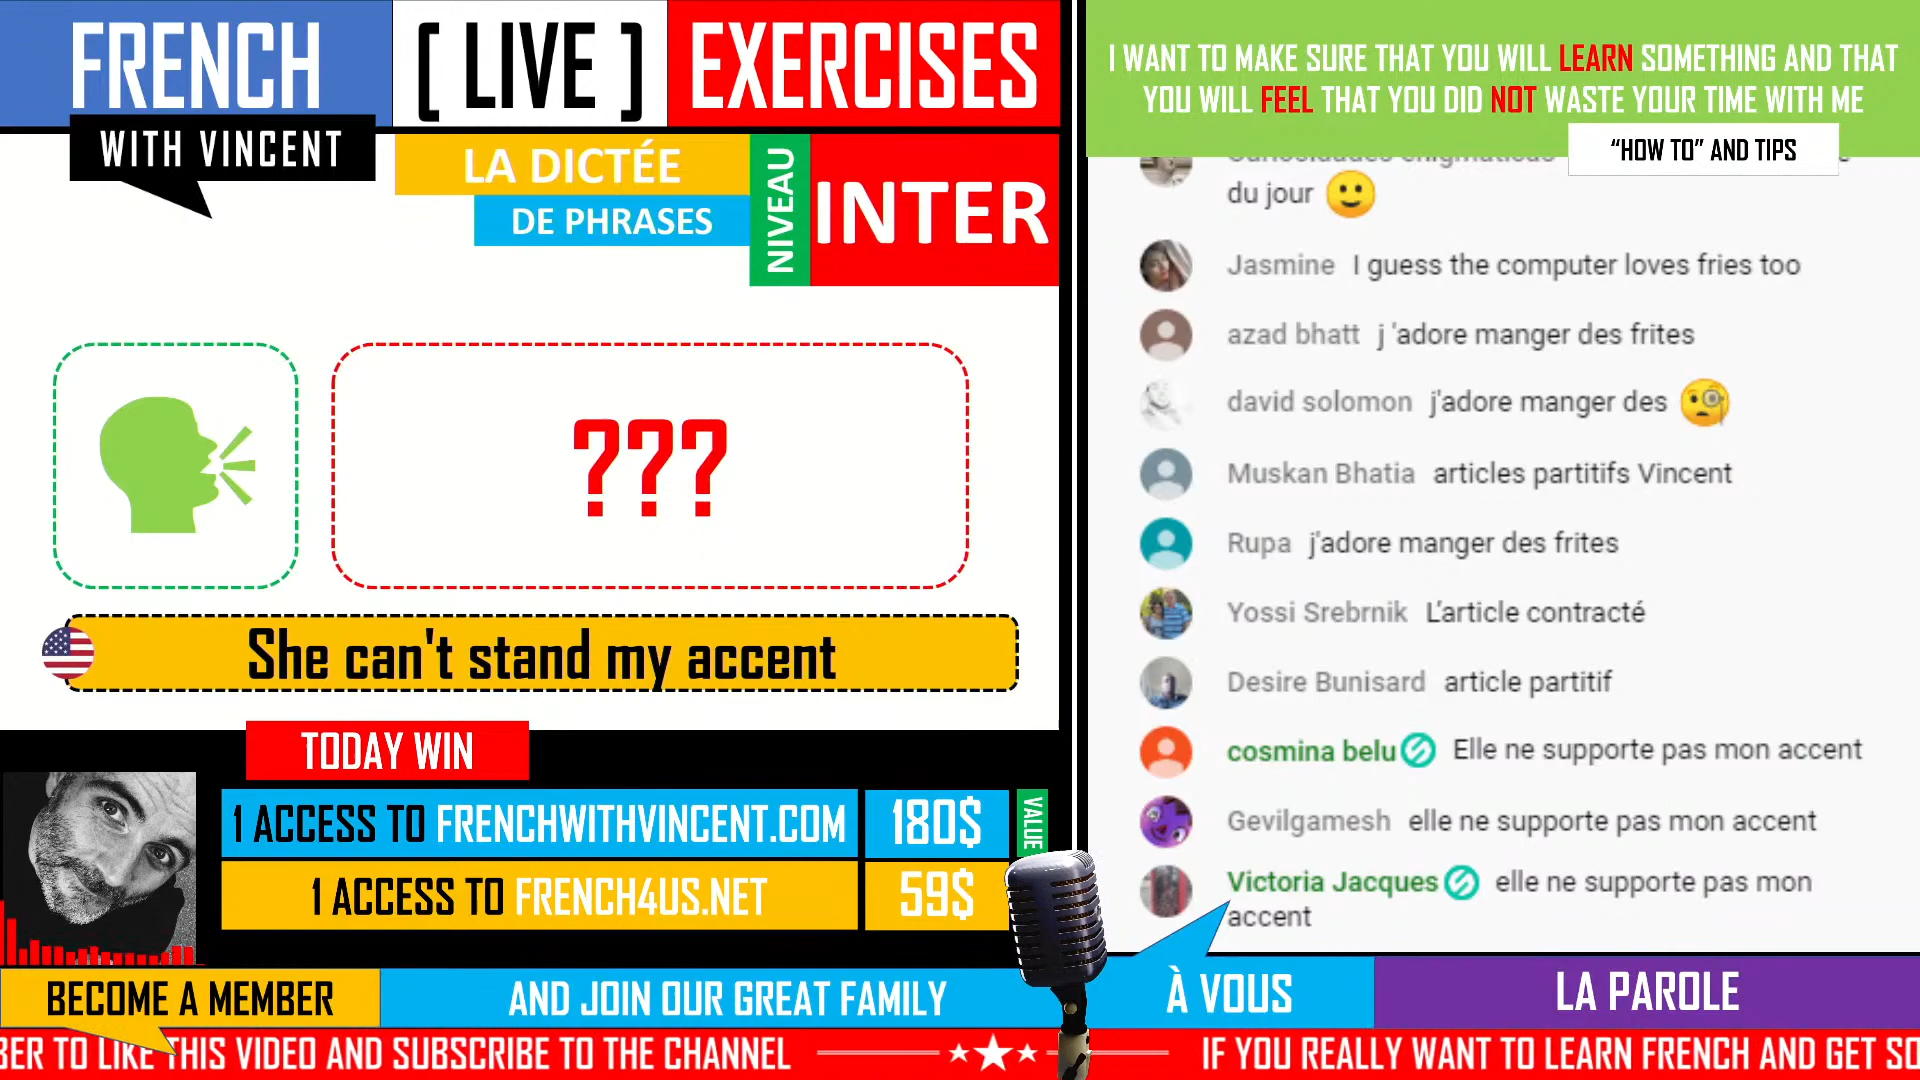 FRENCH
[ LIVE ]
EXERCISES
WITH VINCENT
LA DICTÉE
DE PHRASES
NIVEAU
INTER
???
She can't stand my accent
TODAY WIN
1 ACCESS TO FRENCHWITHVINCENT.COM 180$
VALUE
1 ACCESS TO FRENCH4US.NET 59$
BECOME A MEMBER
AND JOIN OUR GREAT FAMILY
I WANT TO MAKE SURE THAT YOU WILL LEARN SOMETHING AND THAT
YOU WILL FEEL THAT YOU DID NOT WASTE YOUR TIME WITH ME
“HOW TO” AND TIPS
du jour
Jasmine I guess the computer loves fries too
azad bhatt j 'adore manger des frites
david solomon j'adore manger des
Muskan Bhatia articles partitifs Vincent
Rupa j'adore manger des frites
Yossi Srebrnik L'article contracté
Desire Bunisard article partitif
cosmina belu Elle ne supporte pas mon accent
Gevilgamesh elle ne supporte pas mon accent
Victoria Jacques elle ne supporte pas mon
accent
À VOUS
LA PAROLE
BER TO LIKE THIS VIDEO AND SUBSCRIBE TO THE CHANNEL
IF YOU REALLY WANT TO LEARN FRENCH AND GET SO